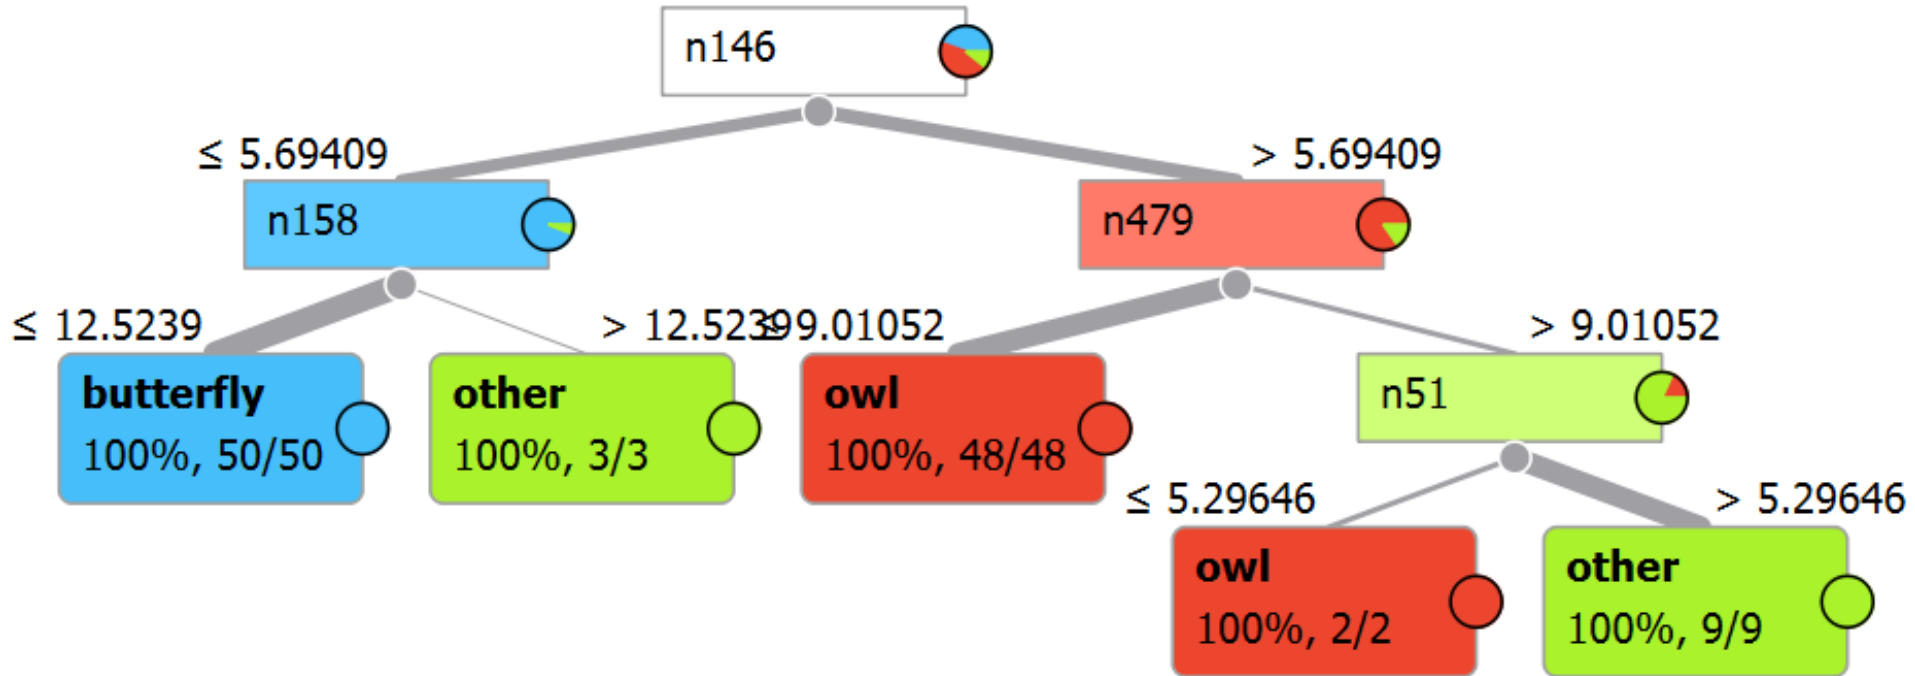 n146
≤ 5.69409
> 5.69409
n158
n479
≤ 12.5239
> 12.5239
≤ 9.01052
> 9.01052
butterfly
100%, 50/50
other
100%, 3/3
owl
100%, 48/48
n51
≤ 5.29646
> 5.29646
owl
100%, 2/2
other
100%, 9/9